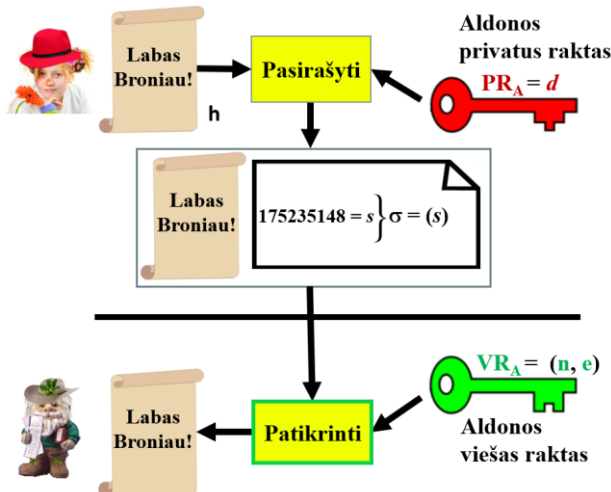 Labas
Broniau!
h
Pasirašyti
Aldonos
privatus raktas
PR_A = d
Labas
Broniau!
175235148 = s } σ = (s)
VR_A = (n, e)
Labas
Broniau!
Patikrinti
Aldonos
viešas raktas